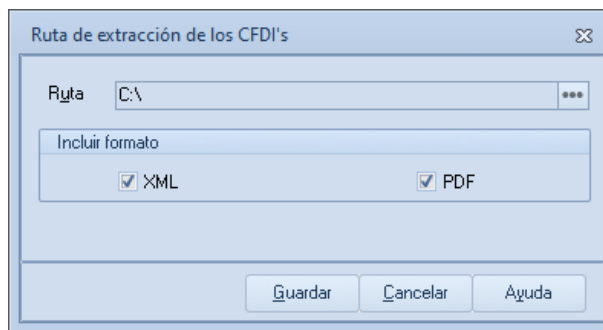 Ruta de extracción de los CFDI's
Ruta C:\
Incluir formato
XML PDF
Guardar Cancelar Ayuda